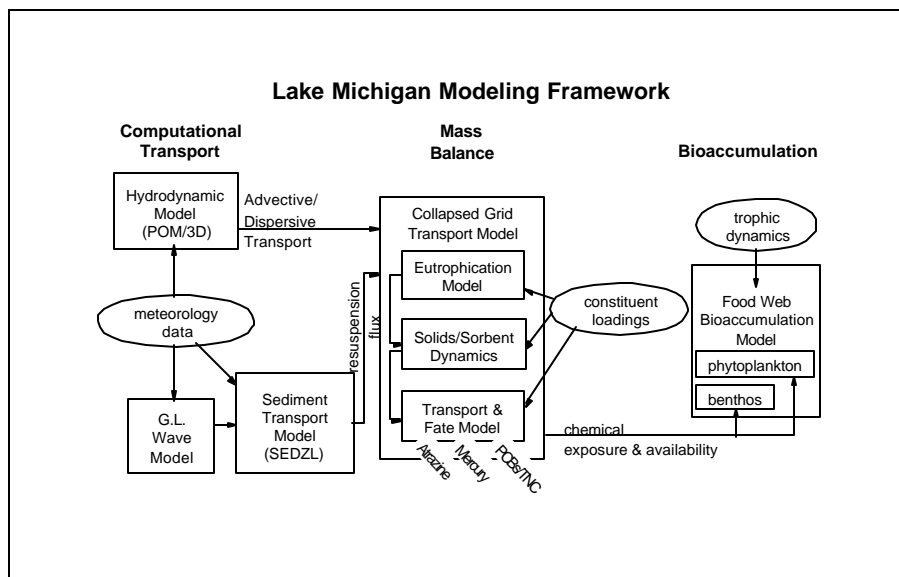 Lake Michigan Modeling Framework
Computational
Transport
Mass
Balance
Bioaccumulation
Hydrodynamic
Model
(POM/3D)
Advective/
Dispersive
Transport
meteorology
data
G.L.
Wave
Model
Sediment
Transport
Model
(SEDZL)
resuspension
flux
Collapsed Grid
Transport Model
Eutrophication
Model
Solids/Sorbent
Dynamics
Transport &
Fate Model
Atrazine
Mercury
PCBs/TNC
constituent
loadings
trophic
dynamics
Food Web
Bioaccumulation
Model
phytoplankton
benthos
chemical
exposure & availability